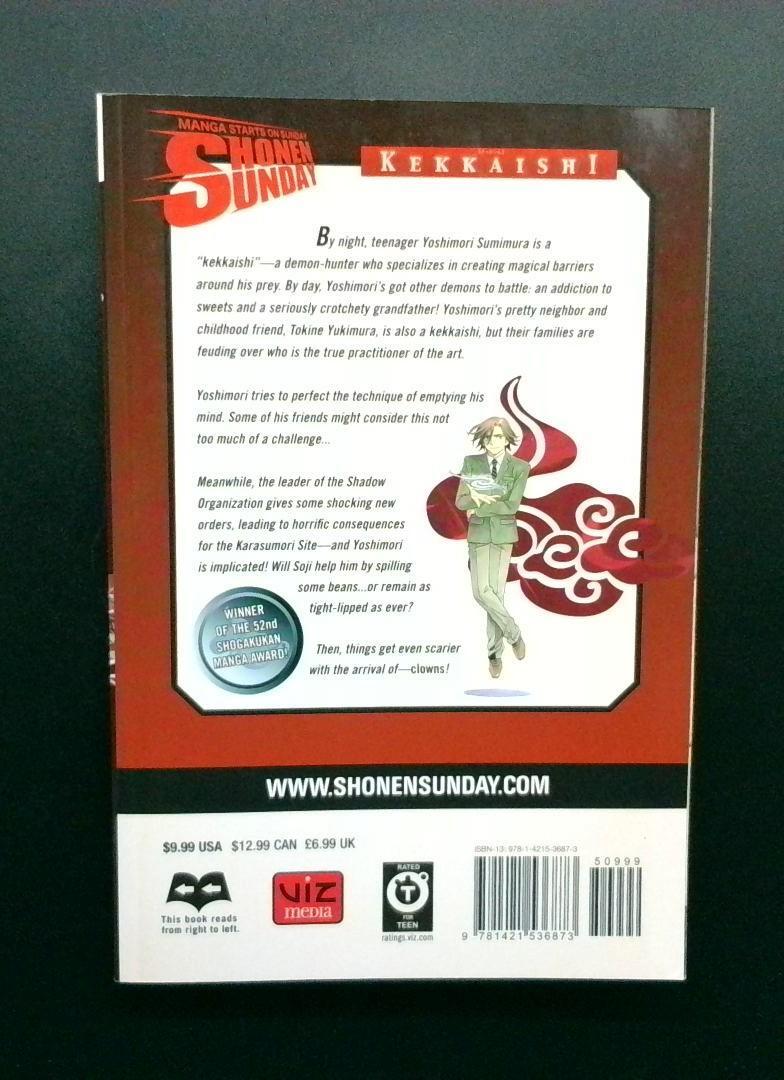 MANGA STARTS ON SUNDAY
SHONEN
SUNDAY
KEKKAISHI
By night, teenager Yoshimori Sumimura is a
"kekkaishi"—a demon-hunter who specializes in creating magical barriers
around his prey. By day, Yoshimori's got other demons to battle: an addiction to
sweets and a seriously crotchety grandfather! Yoshimori's pretty neighbor and
childhood friend, Tokine Yukimura, is also a kekkaishi, but their families are
feuding over who is the true practitioner of the art.
Yoshimori tries to perfect the technique of emptying his
mind. Some of his friends might consider this not
too much of a challenge...
Meanwhile, the leader of the Shadow
Organization gives some shocking new
orders, leading to horrific consequences
for the Karasumori Site—and Yoshimori
is implicated! Will Soji help him by spilling
some beans...or remain as
tight-lipped as ever?
Then, things get even scarier
with the arrival of—clowns!
WINNER
OF THE 52nd
SHOGAKUKAN
MANGA AWARD!
WWW.SHONENSUNDAY.COM
$9.99 USA $12.99 CAN £6.99 UK
This book reads
from right to left.
VIZ
media
RATED
T
FOR
TEEN
ratings.viz.com
ISBN-13: 978-1-4215-3687-3
50999
9 781421 536873